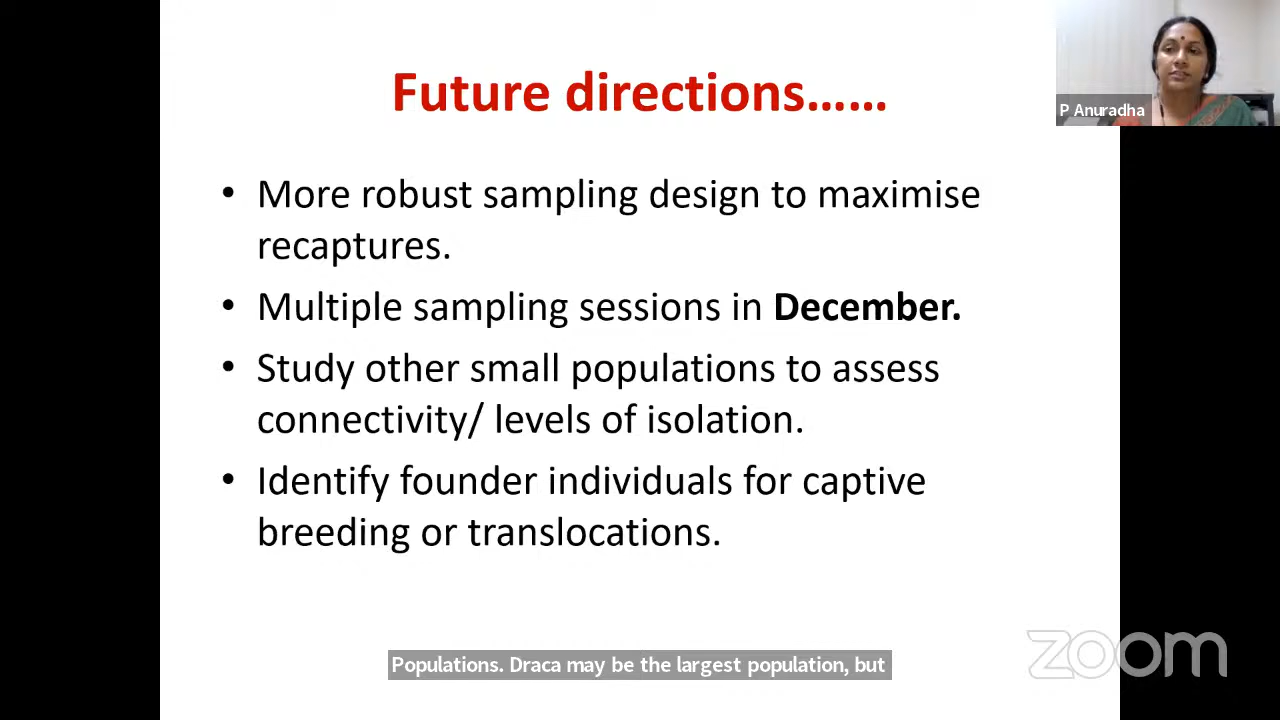 Future directions……
P Anuradha
• More robust sampling design to maximise
recaptures.
• Multiple sampling sessions in December.
• Study other small populations to assess
connectivity/ levels of isolation.
• Identify founder individuals for captive
breeding or translocations.
zoom
Populations. Draca may be the largest population, but